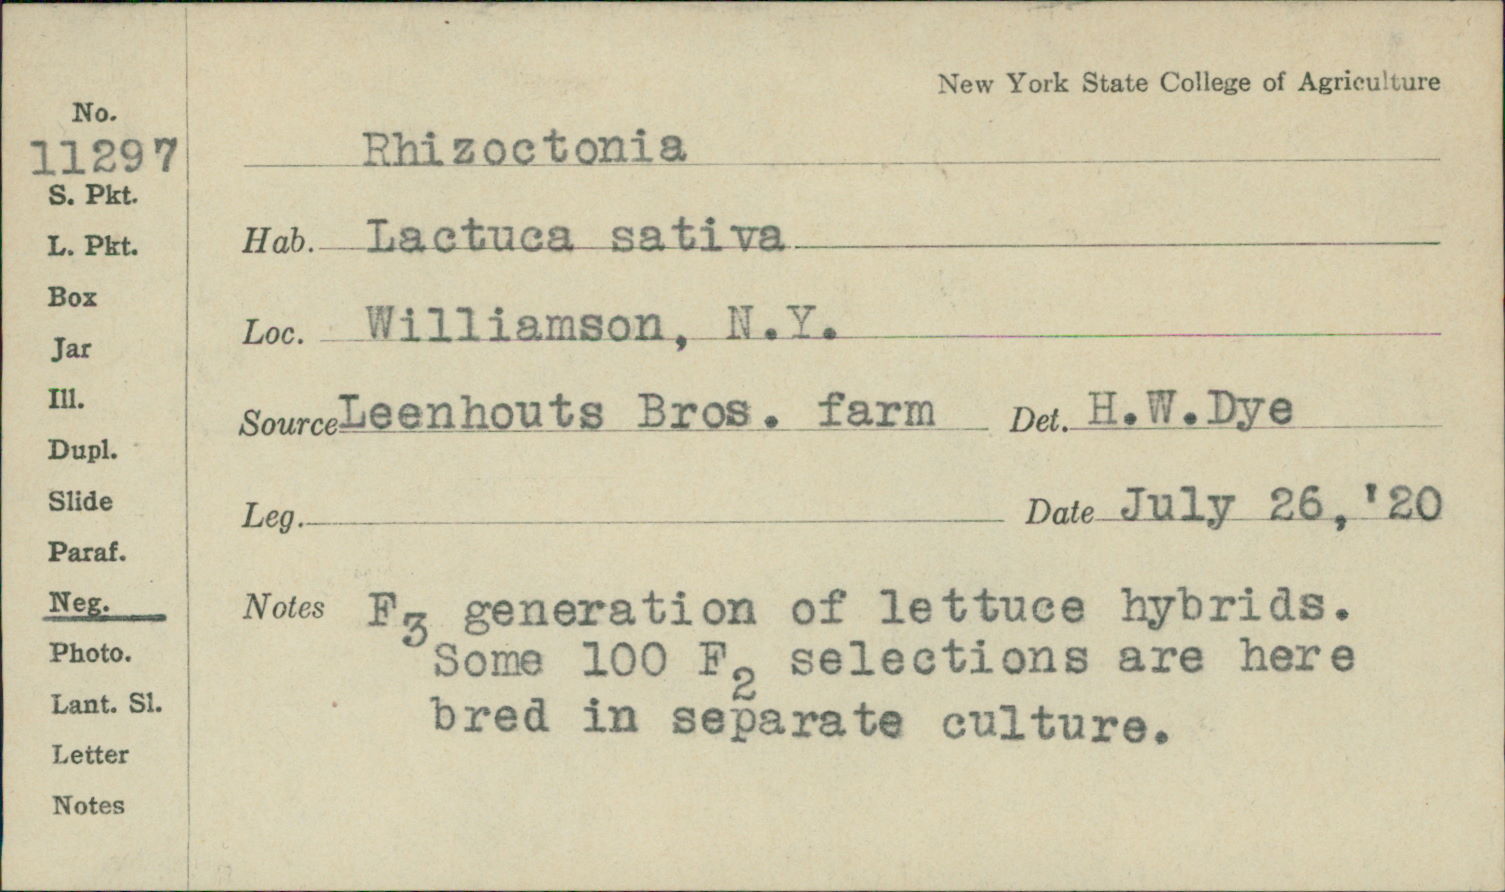 New York State College of Agriculture
No.
11297
S. Pkt.
L. Pkt.
Box
Jar
Ill.
Dupl.
Slide
Paraf.
Neg.
Photo.
Lant. Sl.
Letter
Notes
Rhizoctonia
Hab. Lactuca sativa
Loc. Williamson, N.Y.
Source Leenhouts Bros. farm Det. H.W.Dye
Leg. Date July 26,'20
Notes F₃ generation of lettuce hybrids.
Some 100 F₂ selections are here
bred in separate culture.